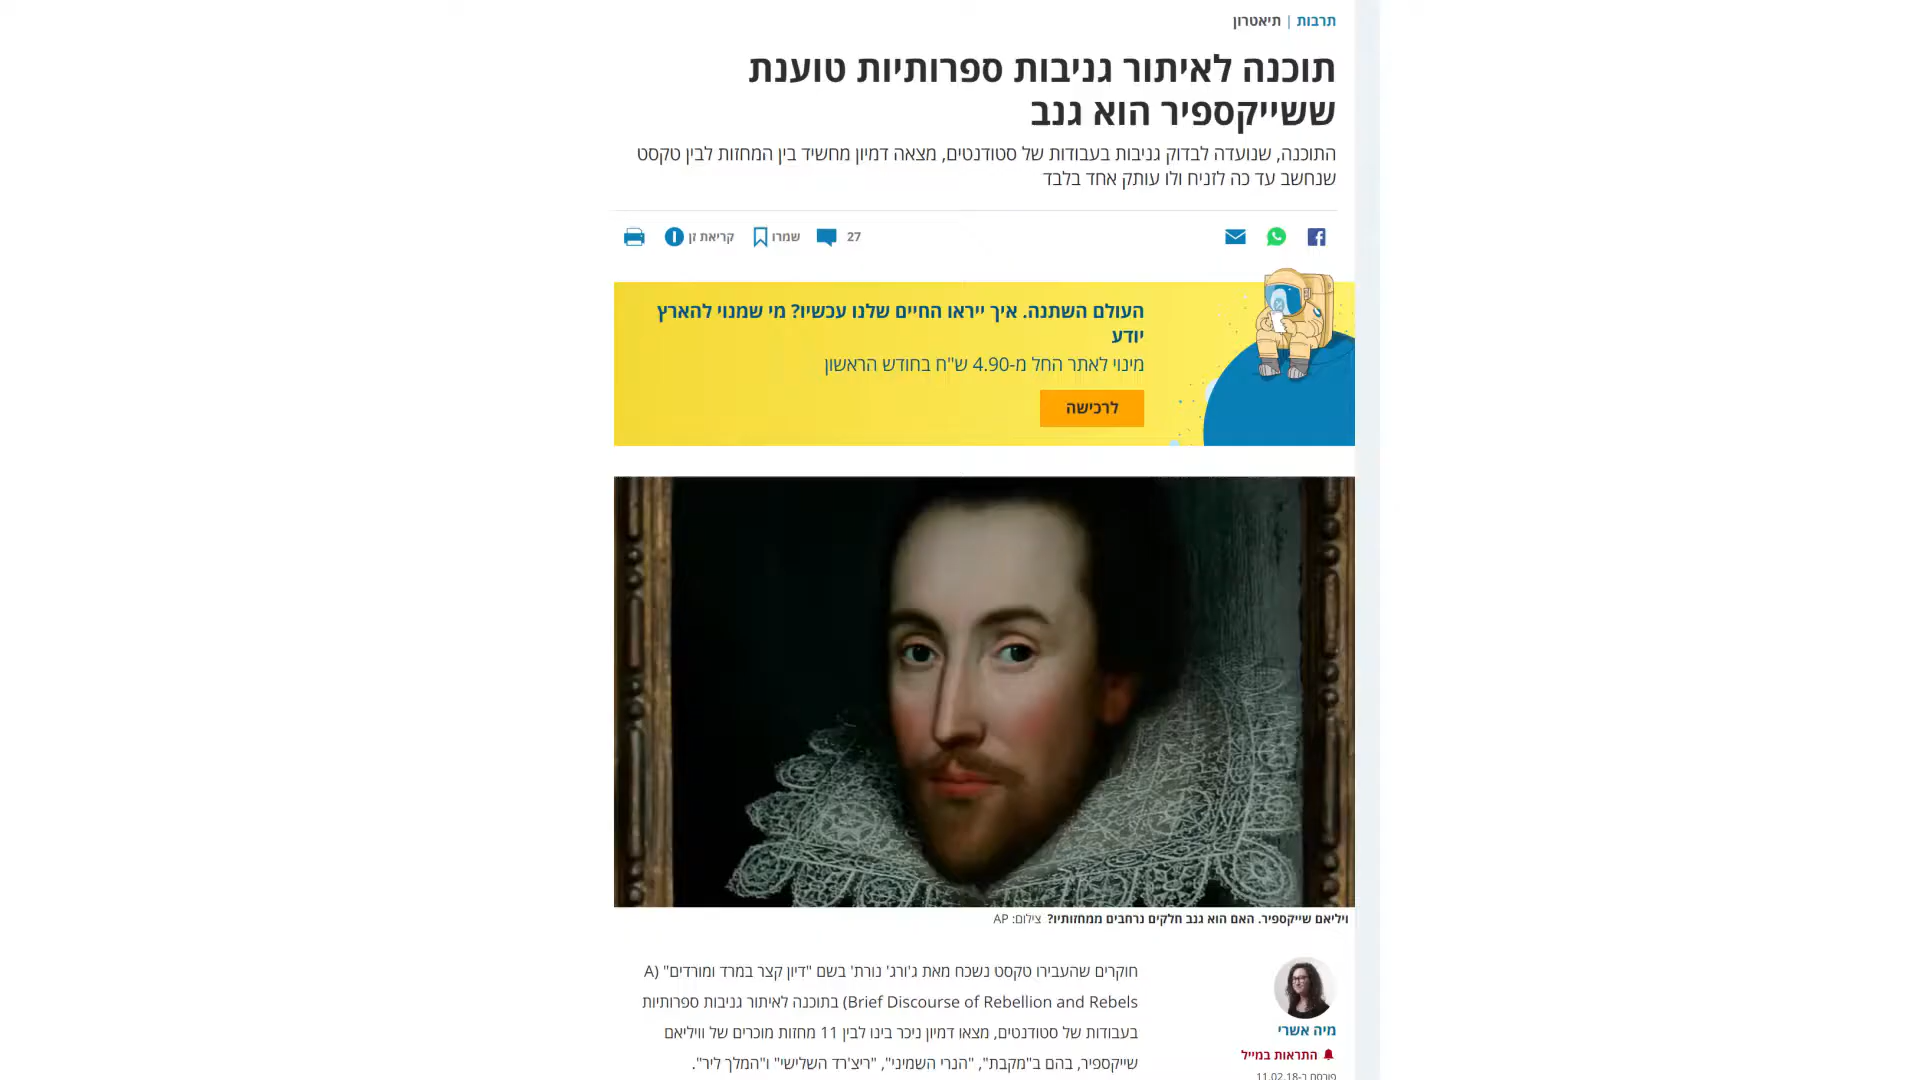 תרבות | תיאטרון
תוכנה לאיתור גניבות ספרותיות טוענת
ששייקספיר הוא גנב
התוכנה, שנועדה לבדוק גניבות בעבודות של סטודנטים, מצאה דמיון מחשיד בין המחזות לבין טקסט
שנחשב עד כה לזניח ולו עותק אחד בלבד
27 שמרו קריאת זן
העולם השתנה. איך ייראו החיים שלנו עכשיו? מי שמנוי להארץ
יודע
מינוי לאתר החל מ-4.90 ש"ח בחודש הראשון
לרכישה
ויליאם שייקספיר. האם הוא גנב חלקים נרחבים ממחזותיו? צילום: AP
חוקרים שהעבירו טקסט נשכח מאת ג'ורג' נורת' בשם "דיון קצר במרד ומורדים" (A
Brief Discourse of Rebellion and Rebels) בתוכנה לאיתור גניבות ספרותיות
בעבודות של סטודנטים, מצאו דמיון ניכר בינו לבין 11 מחזות מוכרים של וויליאם
שייקספיר, בהם ב"מקבת", "הנרי השמיני", "ריצ'רד השלישי" ו"המלך ליר".
מיה אשרי
התראות במייל
פורסם ב-11.02.18